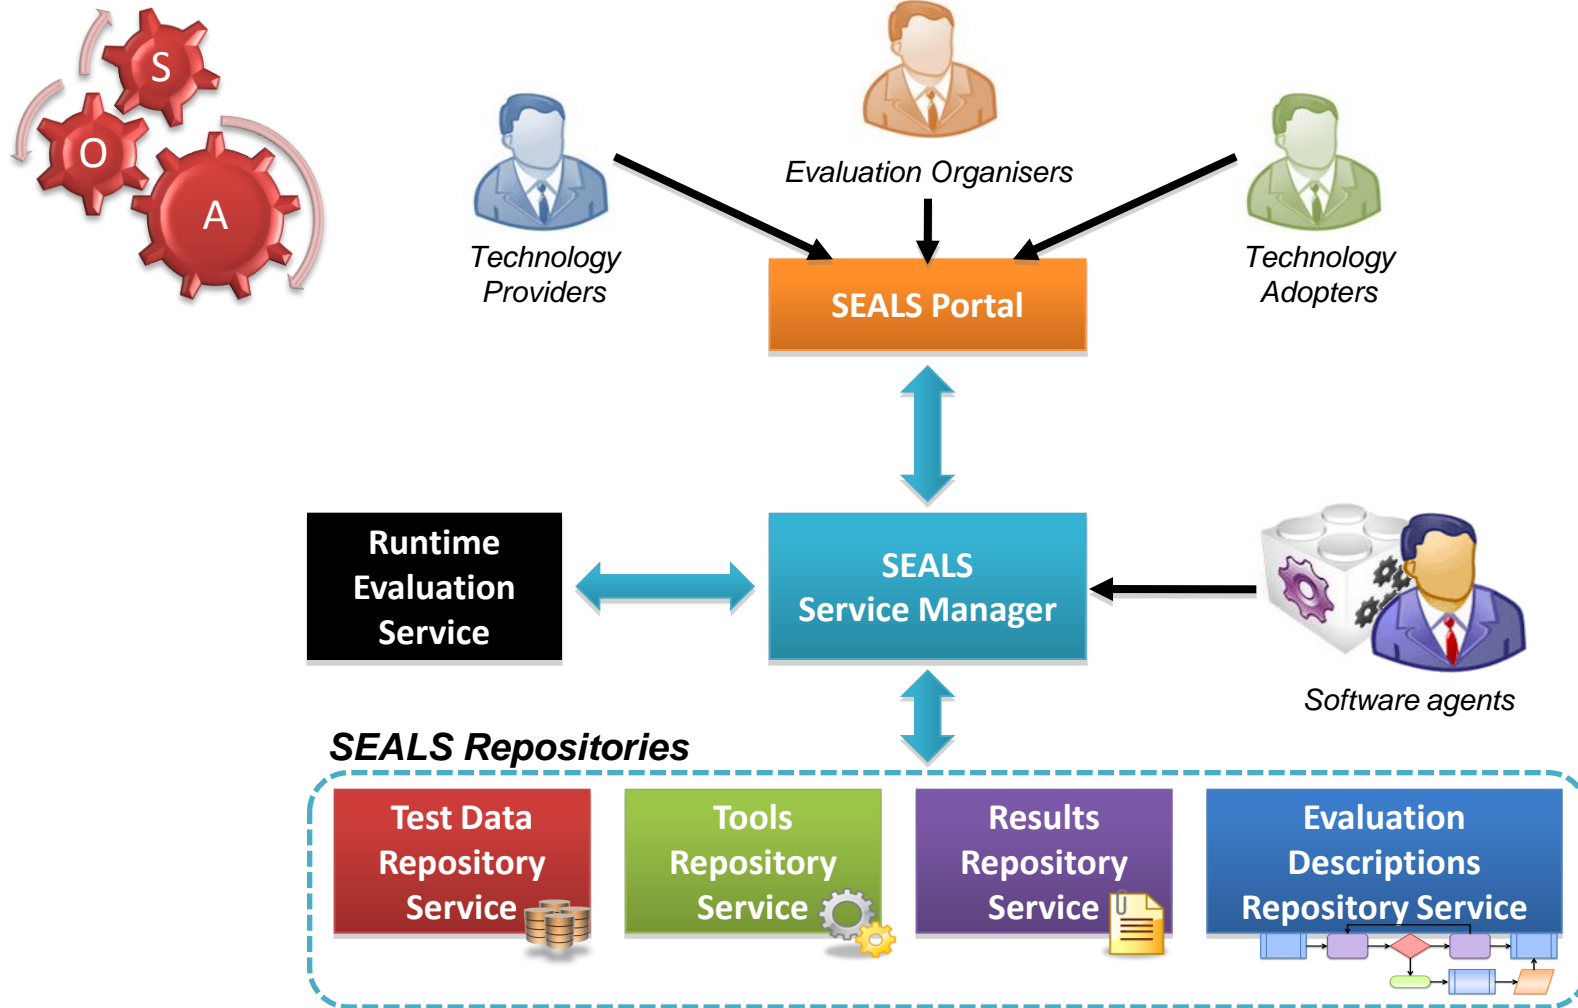 S
O
A
Evaluation Organisers
Technology
Providers
Technology
Adopters
SEALS Portal
Runtime
Evaluation
Service
SEALS
Service Manager
Software agents
SEALS Repositories
Test Data
Repository
Service
Tools
Repository
Service
Results
Repository
Service
Evaluation
Descriptions
Repository Service